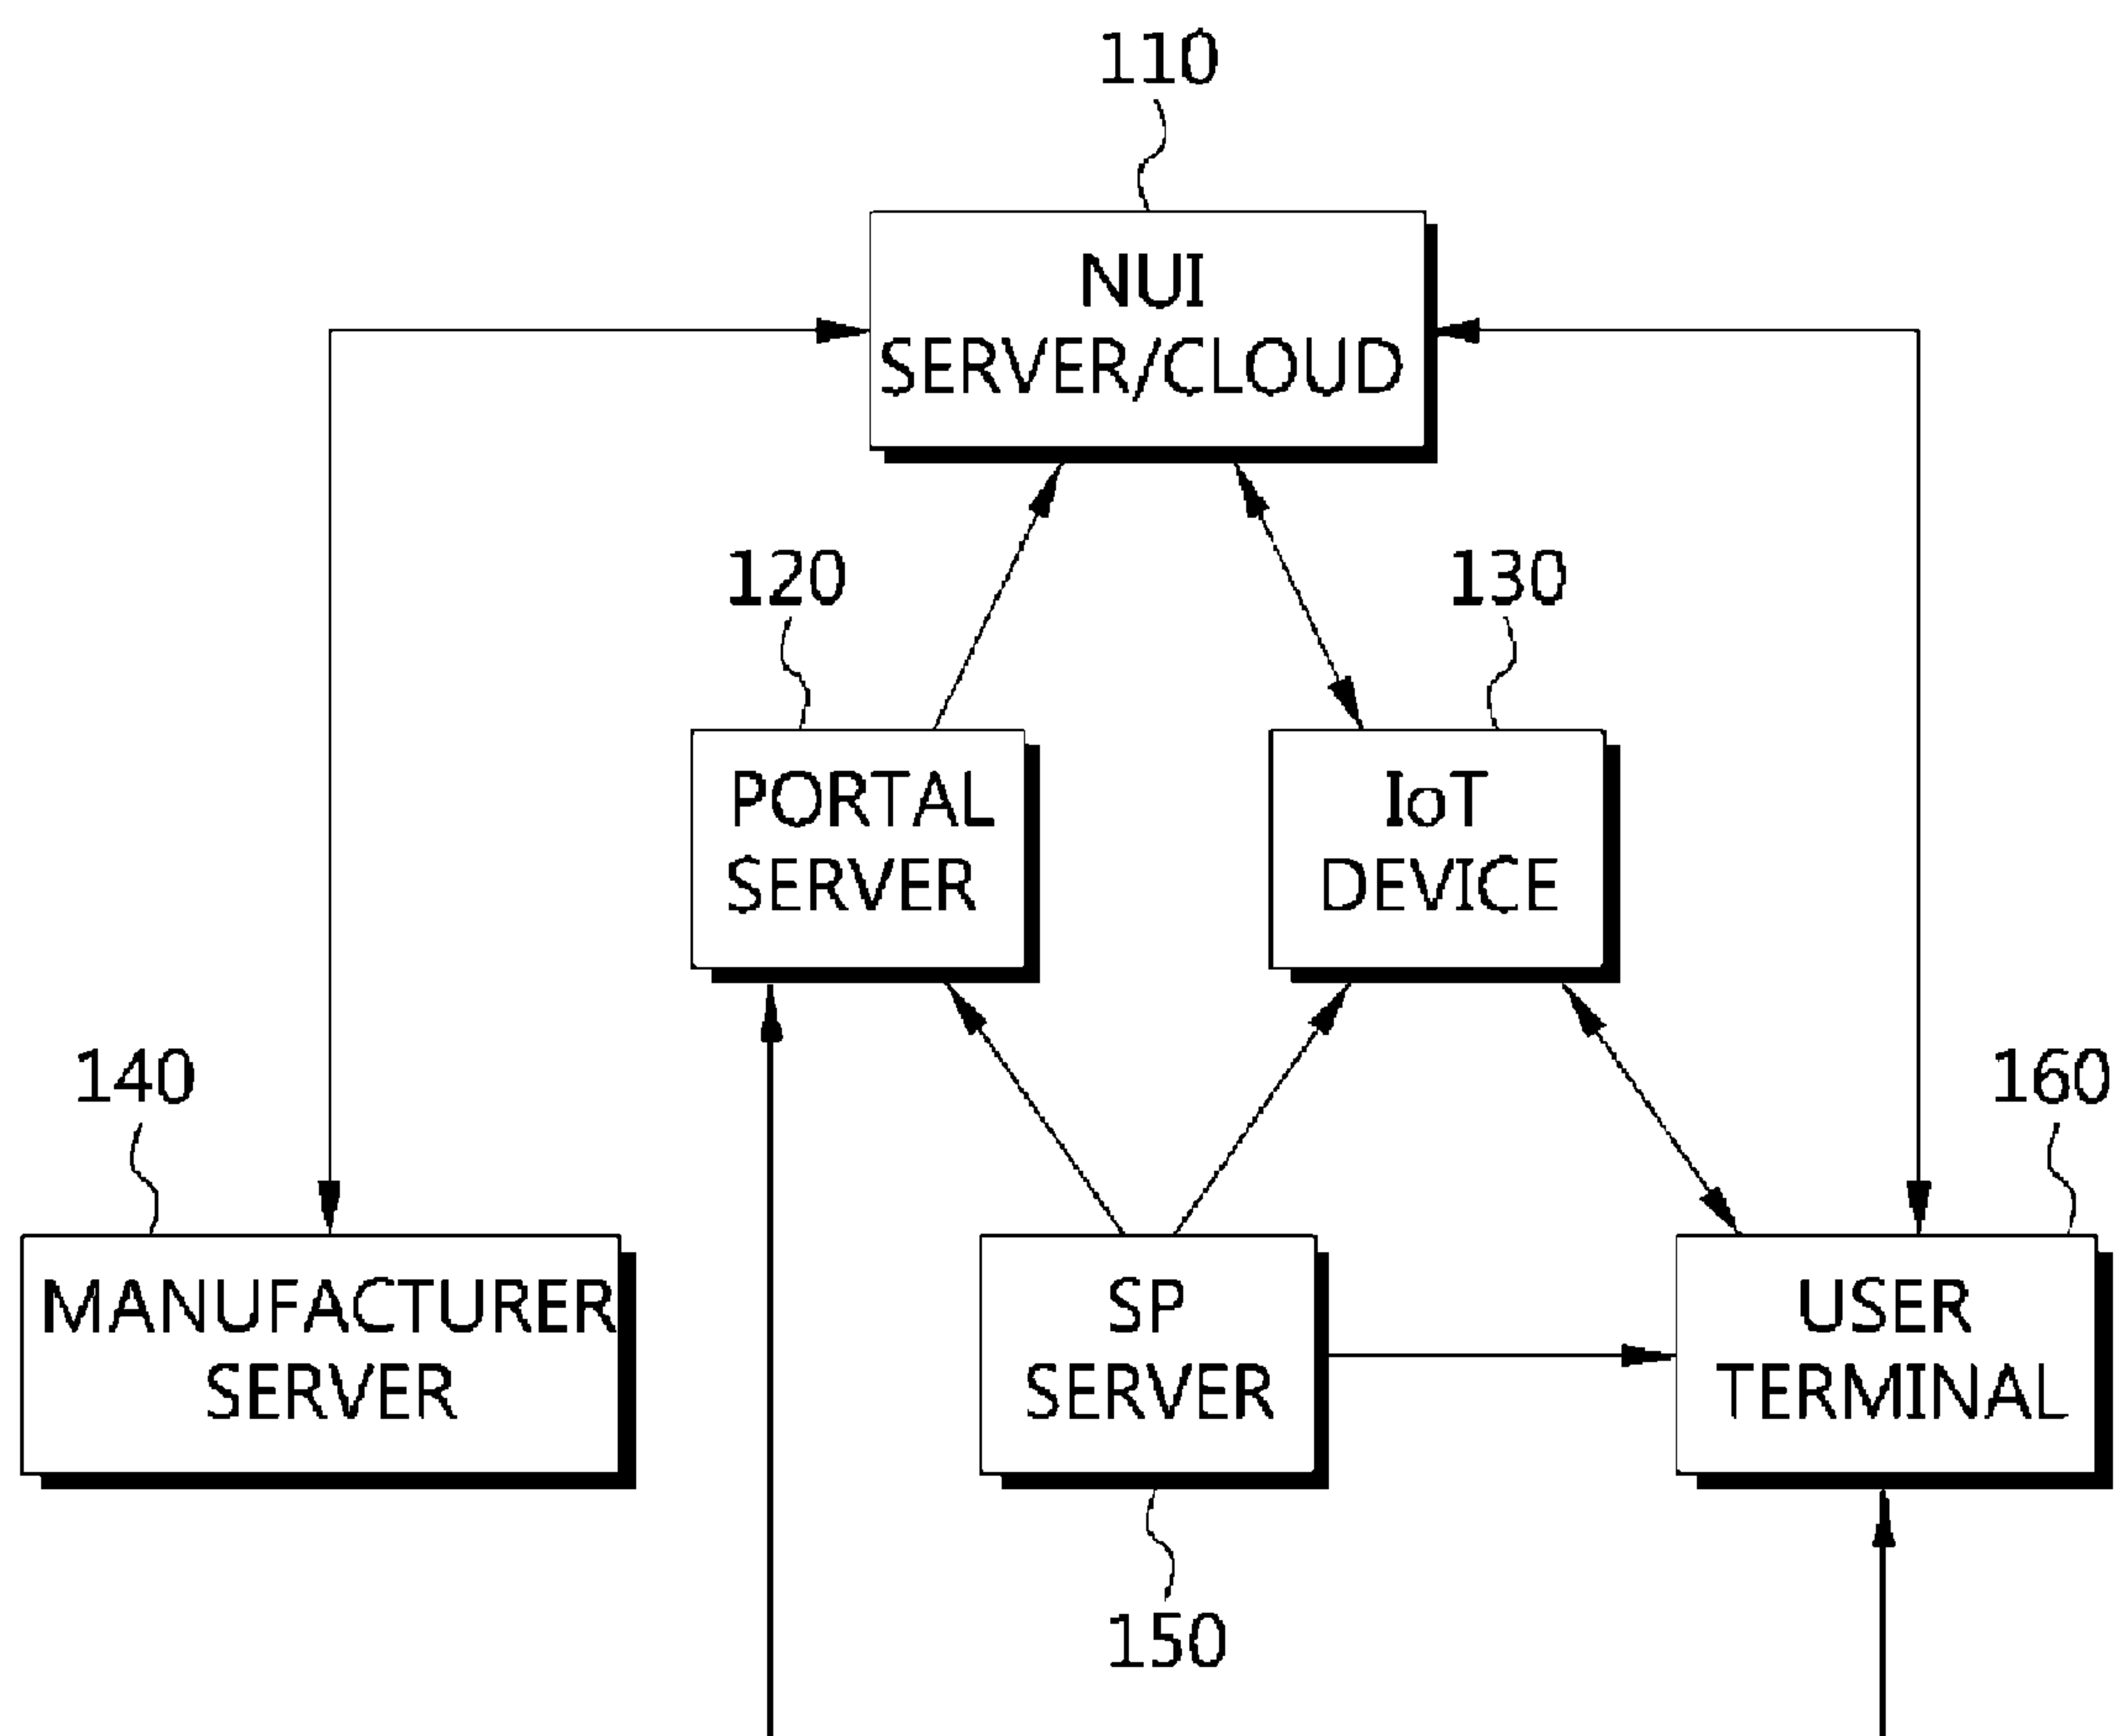 110
NUI
SERVER/CLOUD
120
130
PORTAL
SERVER
IoT
DEVICE
140
160
MANUFACTURER
SERVER
SP
SERVER
USER
TERMINAL
150